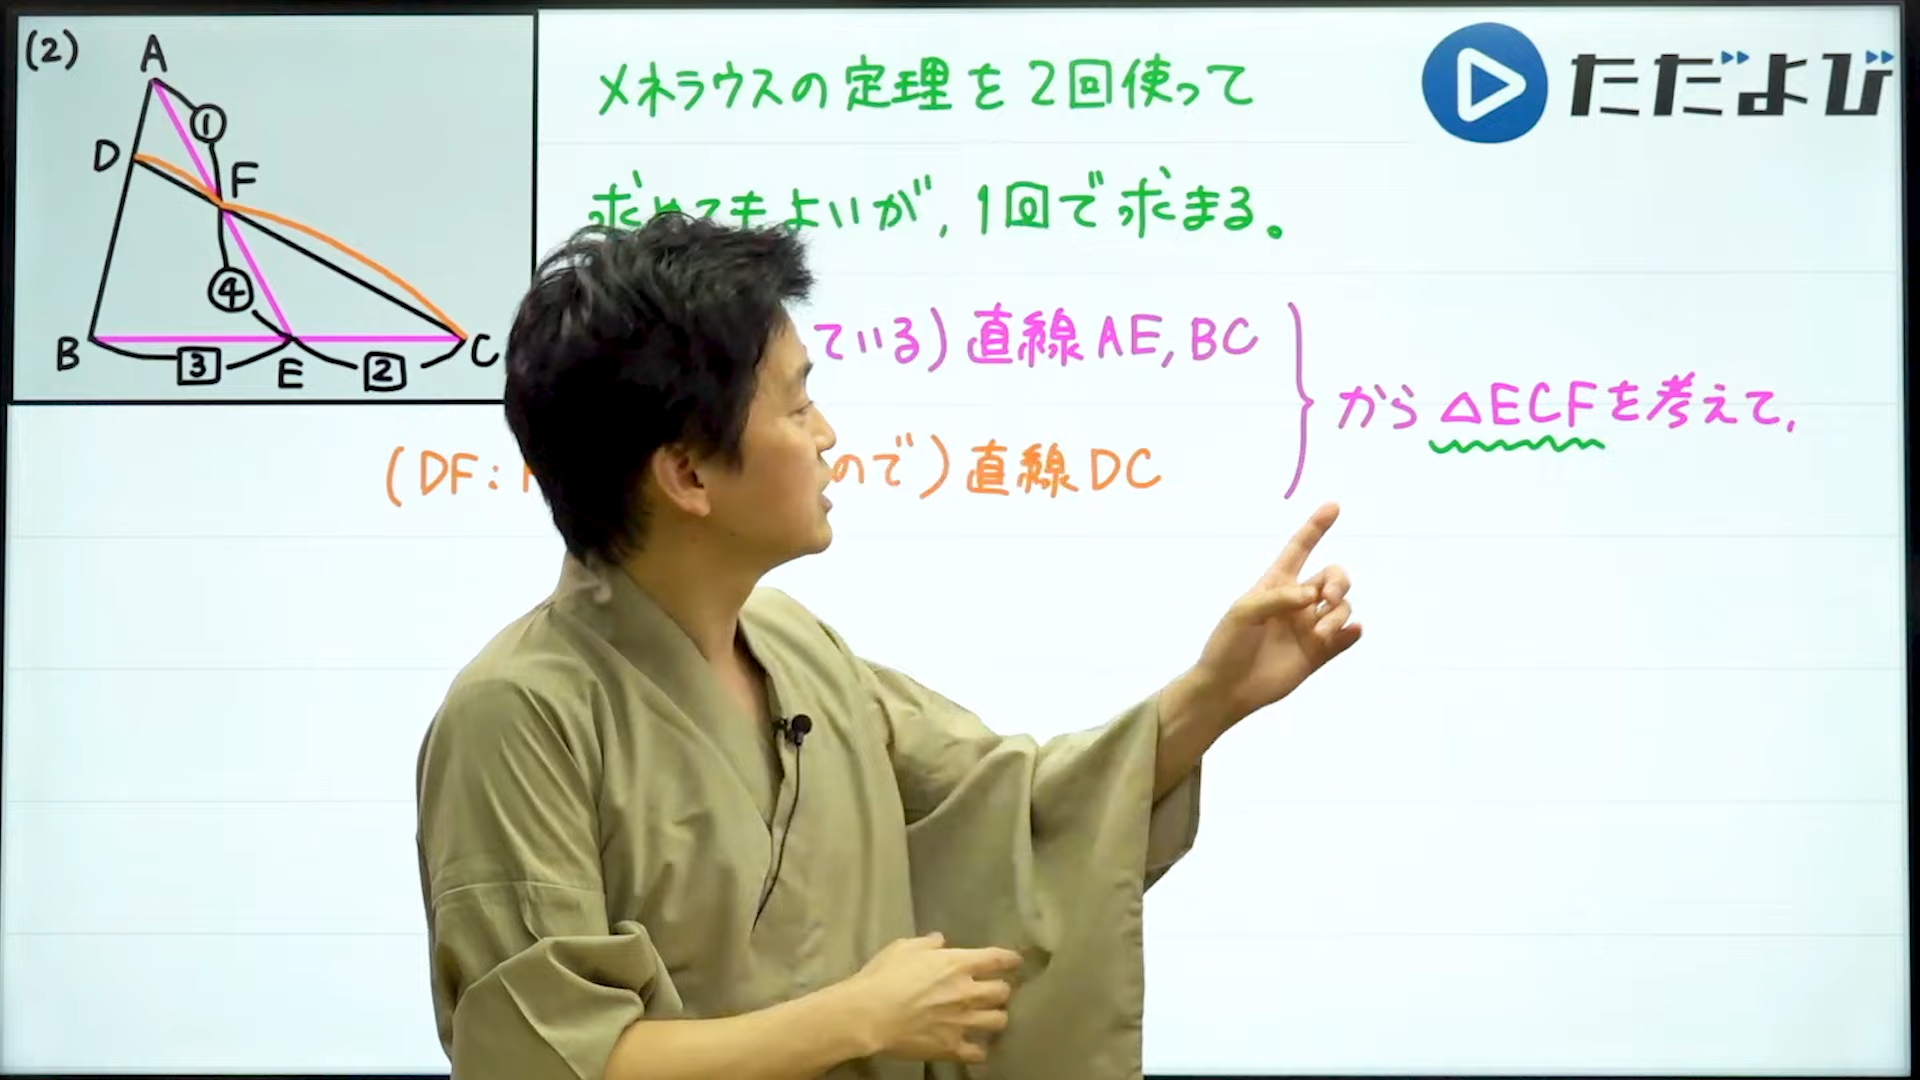 (2)
A
①
D
F
④
B
3
E
2
C
メネラウスの定理を2回使って
求めてもよいが、1回で求まる。
ている)直線AE, BC
から△ECFを考えて,
(DF:
ので)直線DC
ただよび